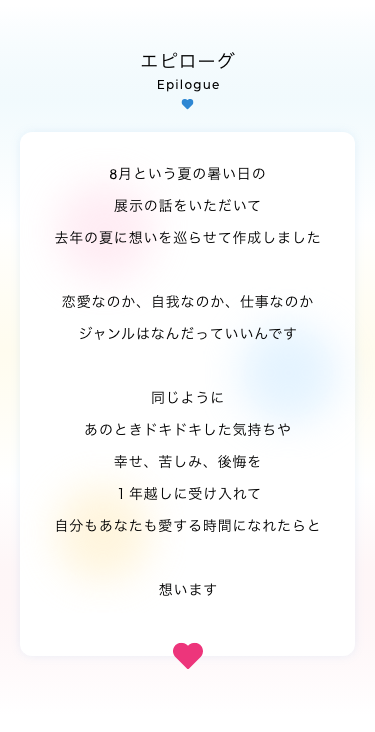 エピローグ
Epilogue
8月という夏の暑い日の
展示の話をいただいて
去年の夏に想いを巡らせて作成しました
恋愛なのか、自我なのか、仕事なのか
ジャンルはなんだっていいんです
同じように
あのときドキドキした気持ちや
幸せ、苦しみ、後悔を
１年越しに受け入れて
自分もあなたも愛する時間になれたらと
想います